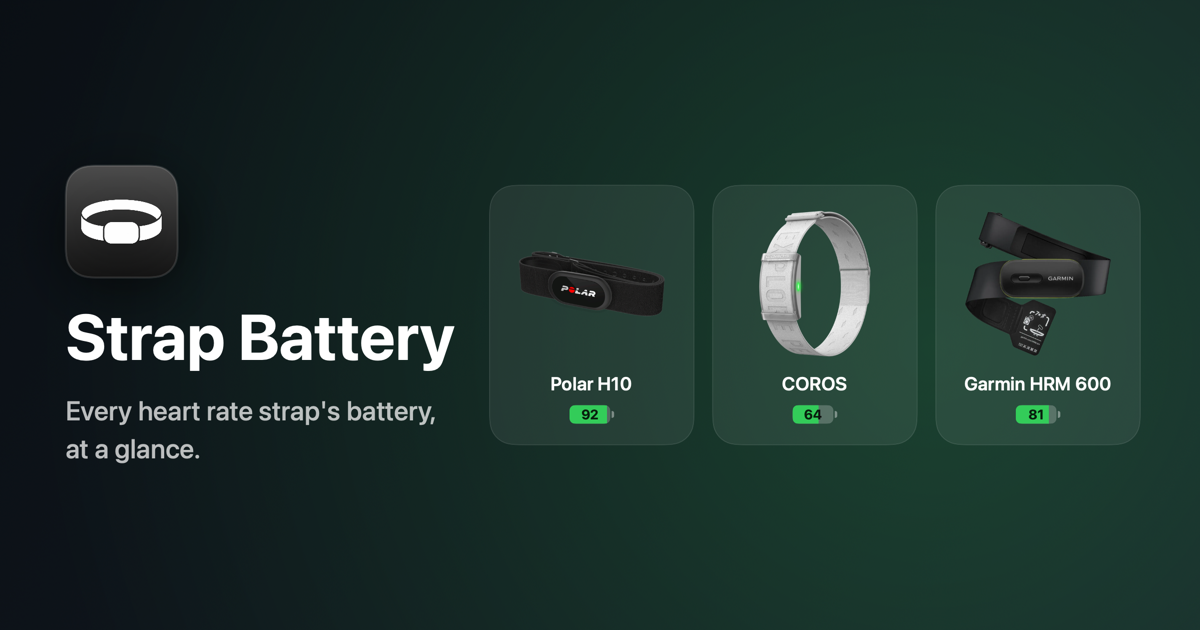 Strap Battery
Every heart rate strap's battery,
at a glance.
POLAR
Polar H10
92
COROS
64
GARMIN
Garmin HRM 600
81